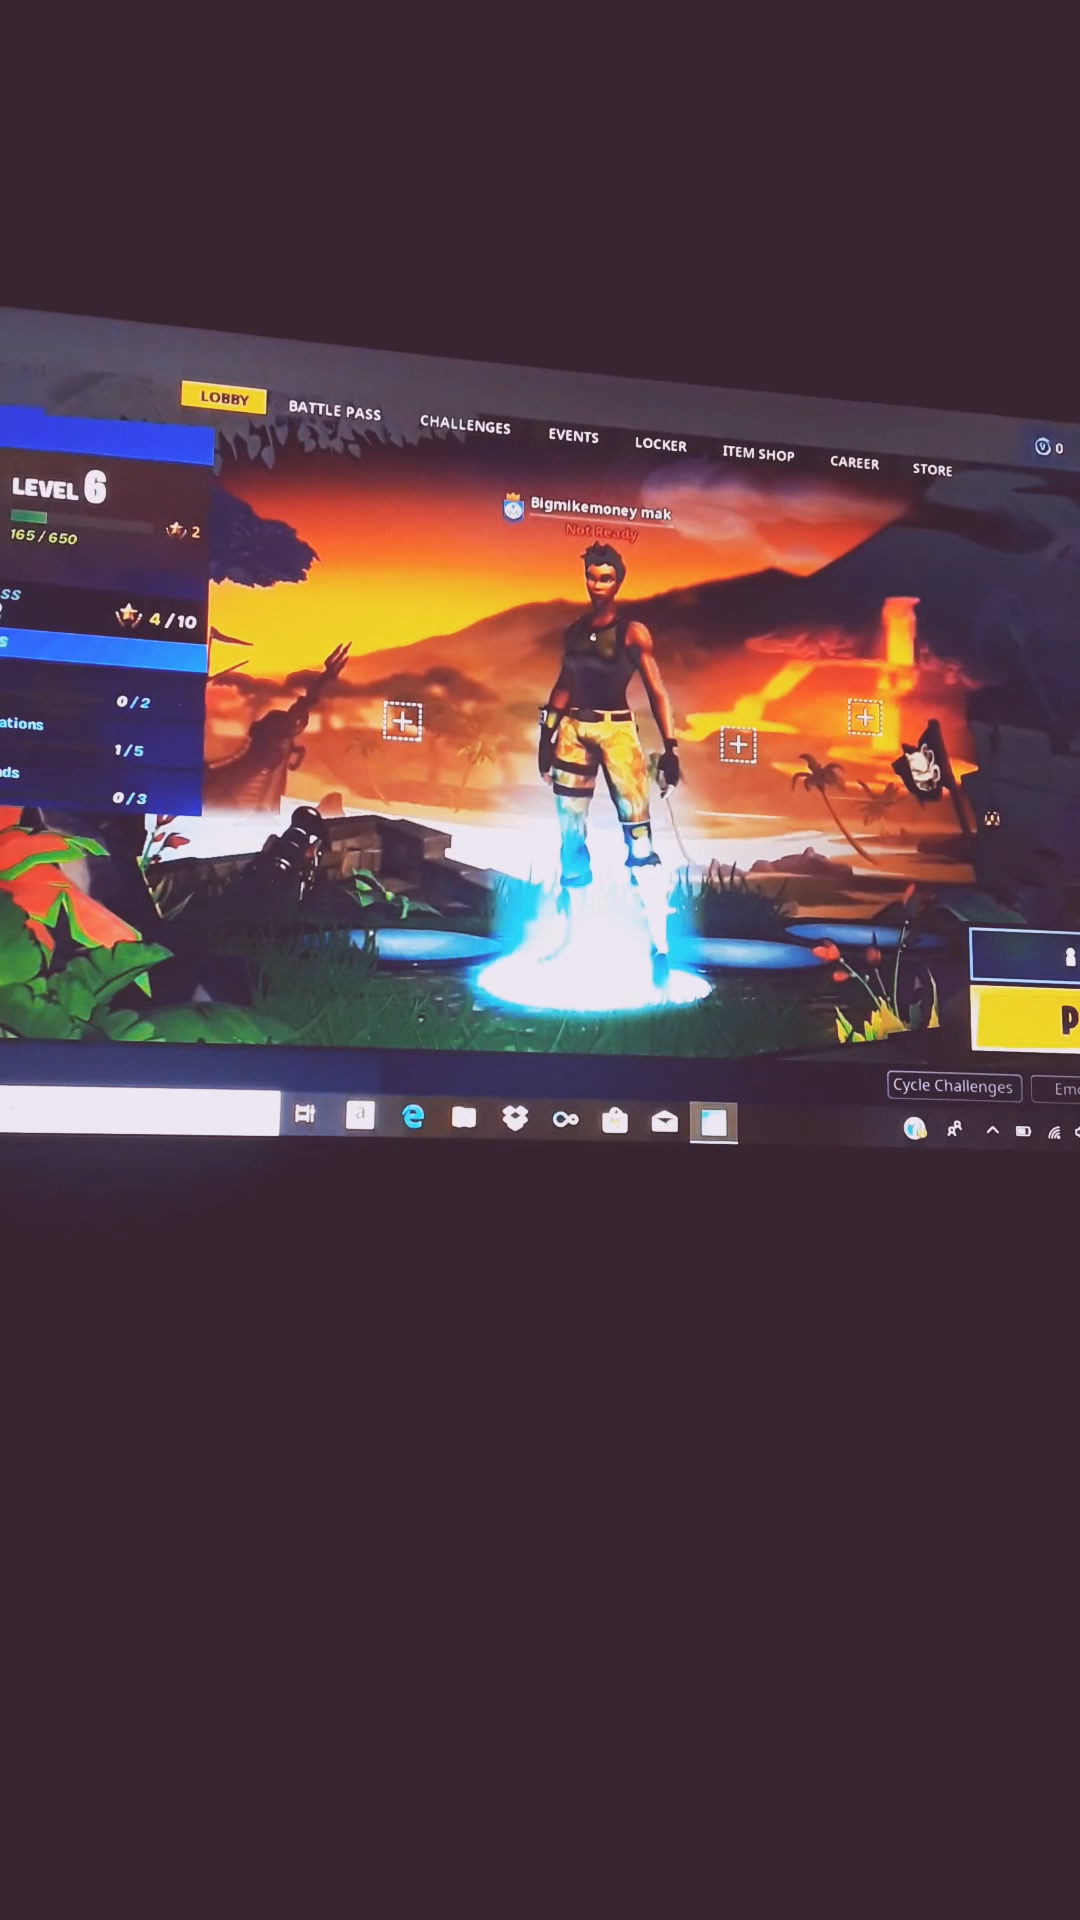 LOBBY
BATTLE PASS
CHALLENGES
EVENTS
LOCKER
ITEM SHOP
CAREER
STORE
0
LEVEL 6
165 / 650
2
Bigmikemoney mak
Not Ready
SS
4/10
S
0/2
ations
1/5
ds
0/3
P
Cycle Challenges
Emo
a